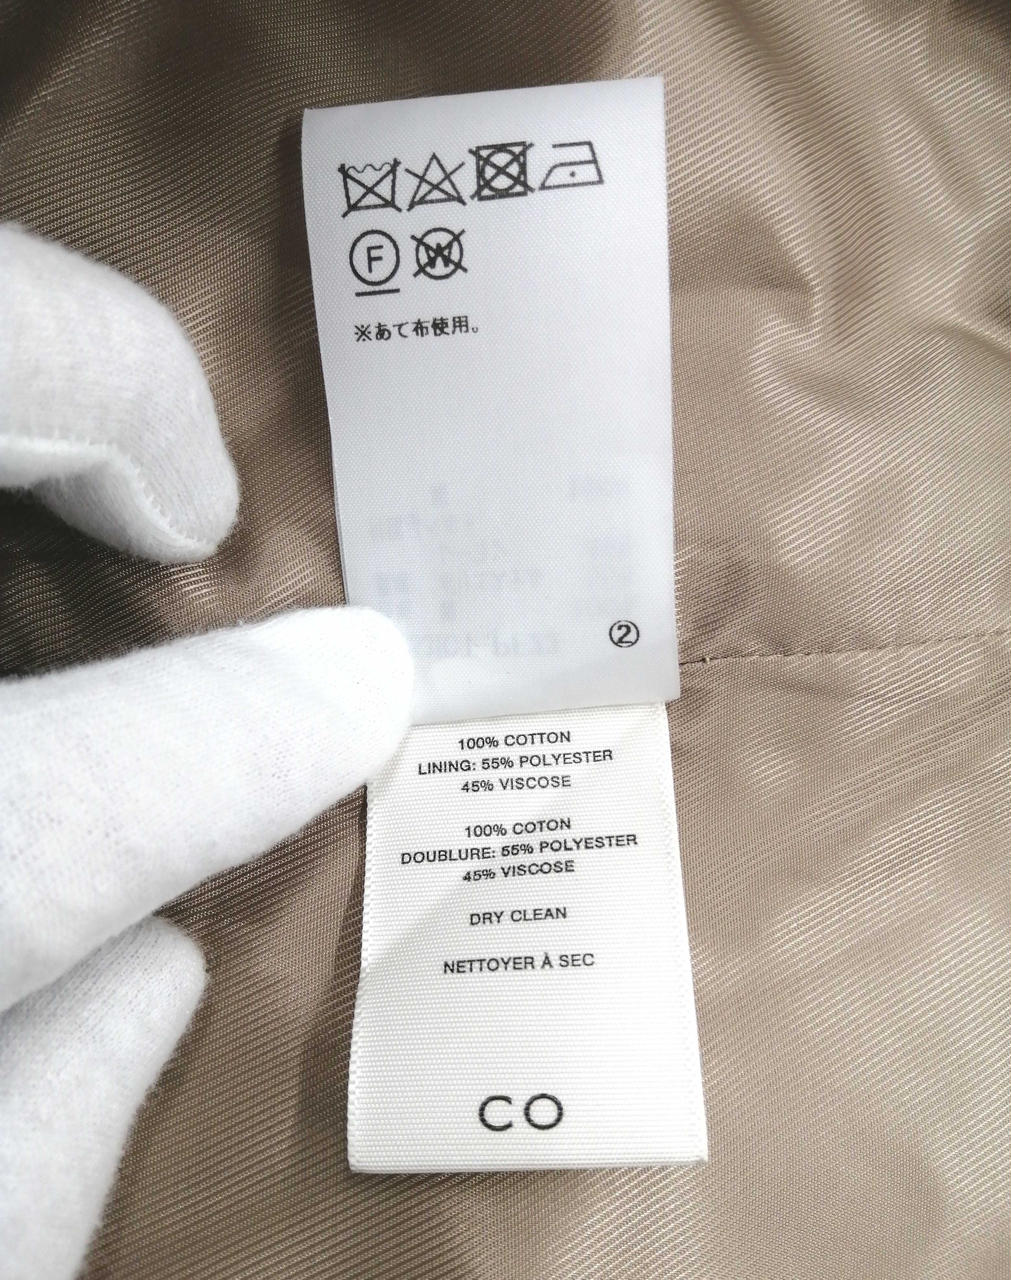 F W
※あて布使用。
②
100% COTTON
LINING: 55% POLYESTER
45% VISCOSE
100% COTON
DOUBLURE: 55% POLYESTER
45% VISCOSE
DRY CLEAN
NETTOYER À SEC
CO